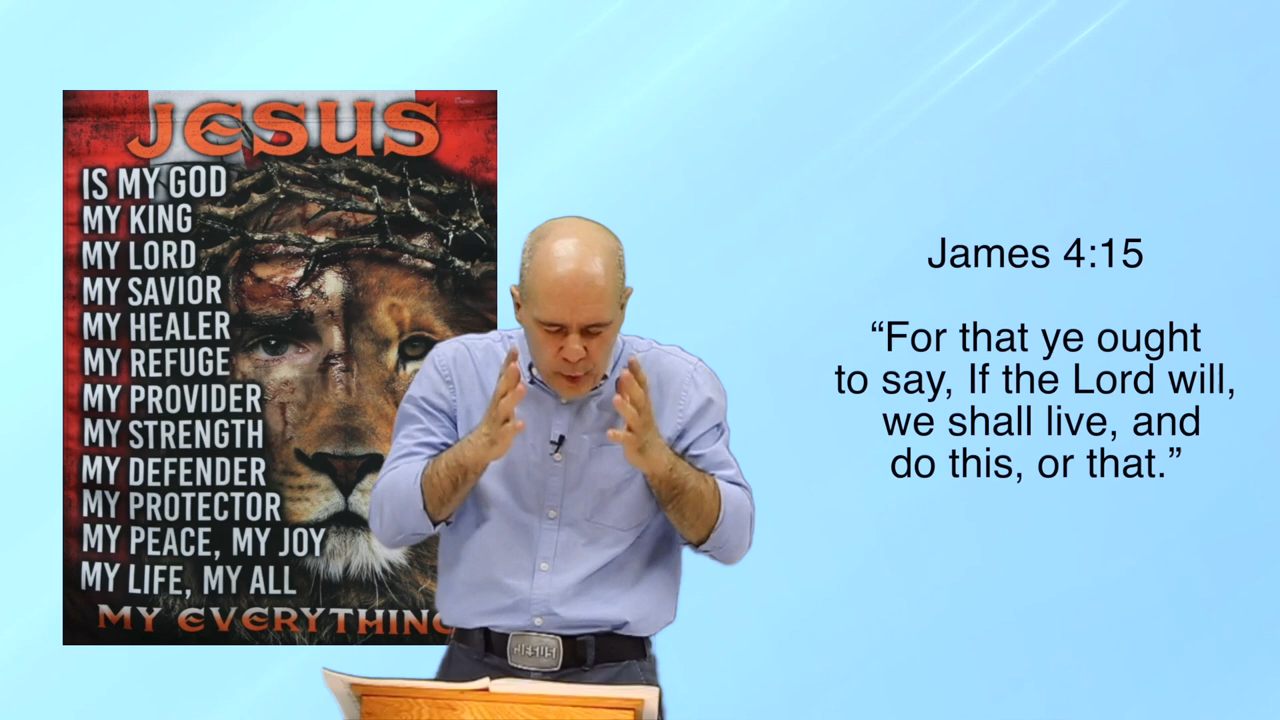 JESUS
IS MY GOD
MY KING
MY LORD
MY SAVIOR
MY HEALER
MY REFUGE
MY PROVIDER
MY STRENGTH
MY DEFENDER
MY PROTECTOR
MY PEACE, MY JOY
MY LIFE, MY ALL
MY EVERYTHING
JESUS
James 4:15
“For that ye ought
to say, If the Lord will,
we shall live, and
do this, or that.”